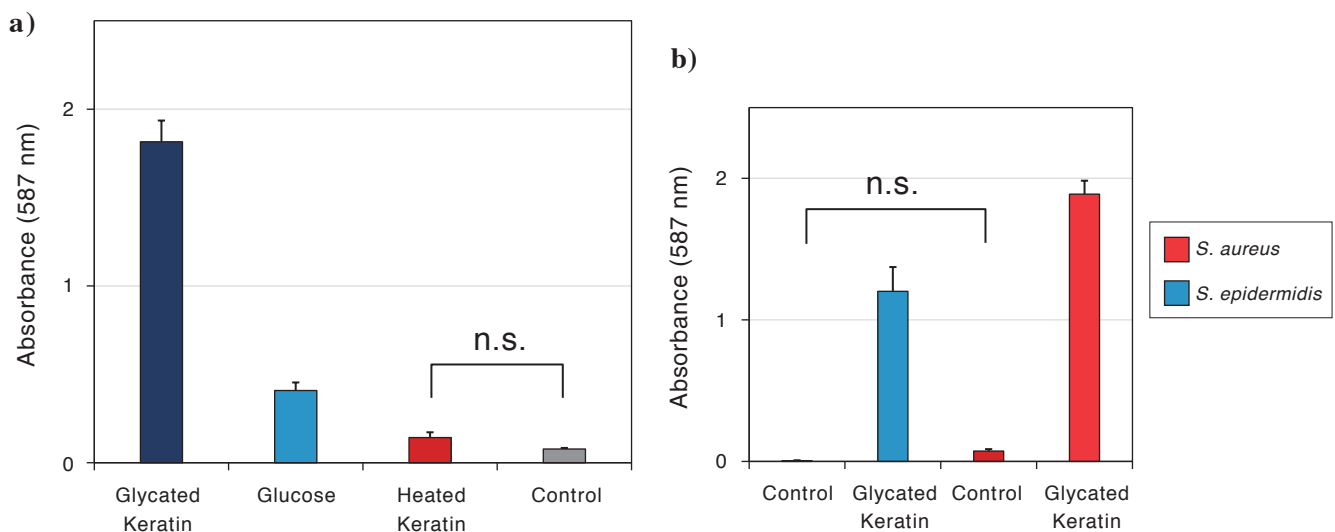 a)
Absorbance (587 nm)
2
1
0
Glycated
Keratin
Glucose
Heated
Keratin
Control
n.s.
b)
Absorbance (587 nm)
2
1
0
n.s.
Control
Glycated
Keratin
Control
Glycated
Keratin
S. aureus
S. epidermidis